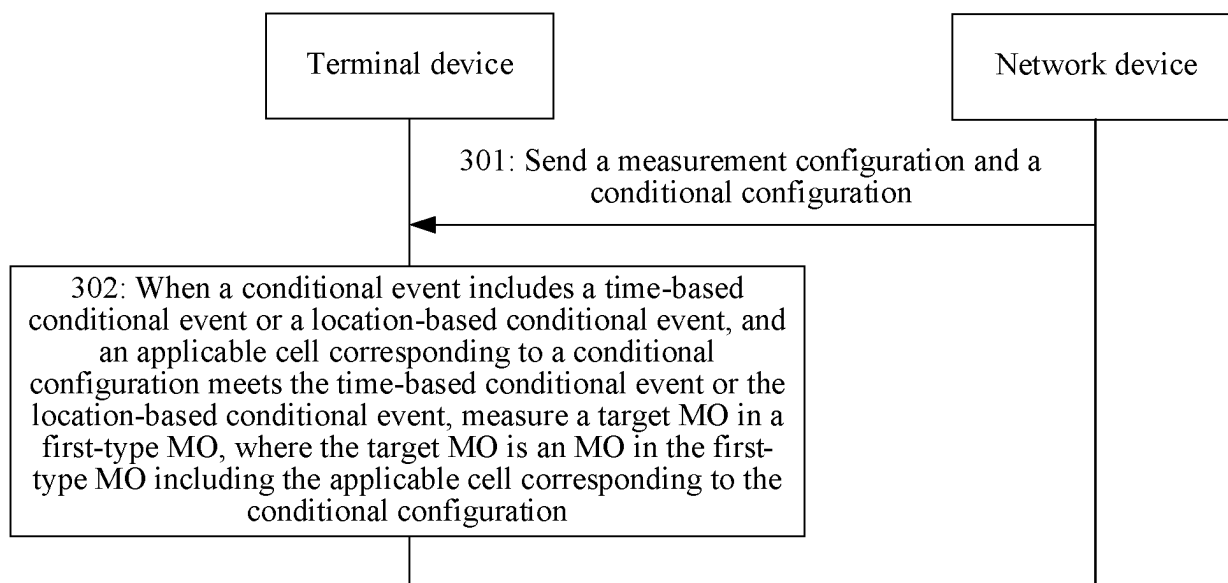 Terminal device
Network device
301: Send a measurement configuration and a
conditional configuration
302: When a conditional event includes a time-based
conditional event or a location-based conditional event, and
an applicable cell corresponding to a conditional
configuration meets the time-based conditional event or the
location-based conditional event, measure a target MO in a
first-type MO, where the target MO is an MO in the first-
type MO including the applicable cell corresponding to the
conditional configuration